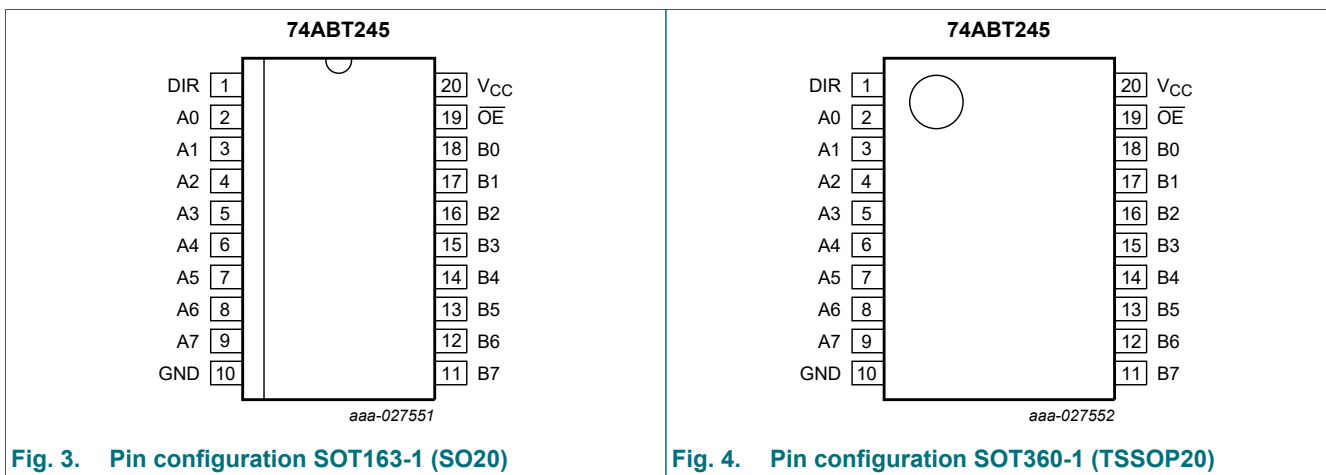 74ABT245
DIR 1 20 VCC
A0 2 19 OE
A1 3 18 B0
A2 4 17 B1
A3 5 16 B2
A4 6 15 B3
A5 7 14 B4
A6 8 13 B5
A7 9 12 B6
GND 10 11 B7
aaa-027551
Fig. 3. Pin configuration SOT163-1 (SO20)
74ABT245
DIR 1 20 VCC
A0 2 19 OE
A1 3 18 B0
A2 4 17 B1
A3 5 16 B2
A4 6 15 B3
A5 7 14 B4
A6 8 13 B5
A7 9 12 B6
GND 10 11 B7
aaa-027552
Fig. 4. Pin configuration SOT360-1 (TSSOP20)